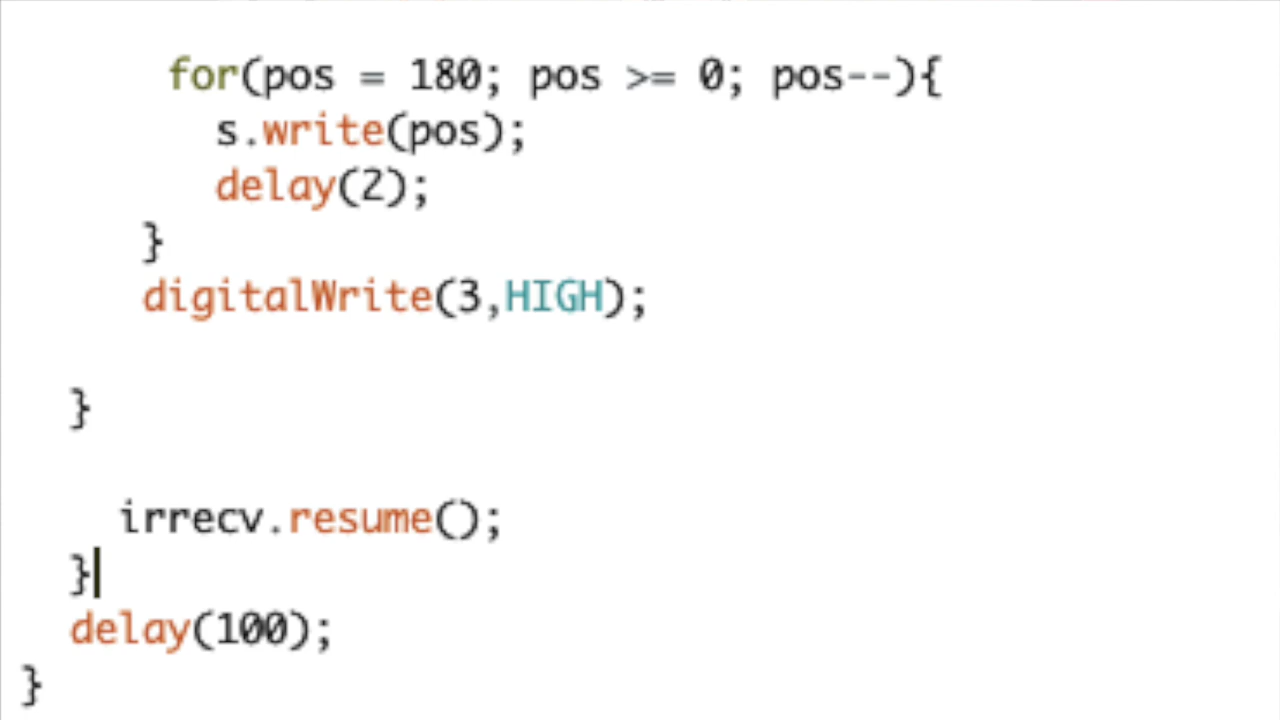 for(pos = 180; pos >= 0; pos--){
s.write(pos);
delay(2);
}
digitalWrite(3,HIGH);
}
irrecv.resume();
}
delay(100);
}